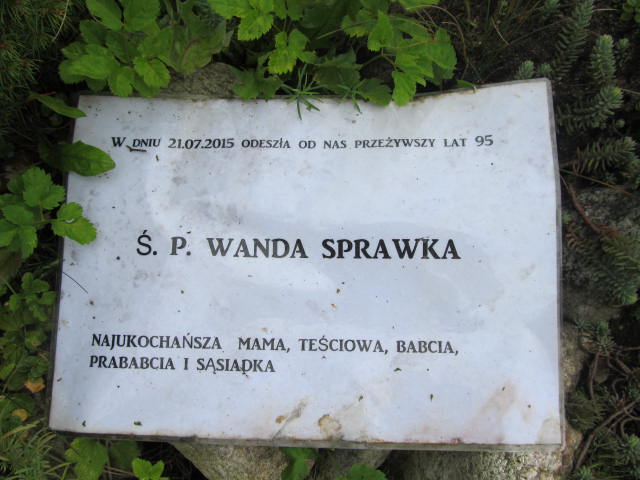 W DNIU 21.07.2015 ODESZłA OD NAS PRZEŻYWSZY LAT 95
Ś. P. WANDA SPRAWKA
NAJUKOCHAŃSZA MAMA, TEŚCIOWA, BABCIA,
PRABABCIA I SĄSIADKA